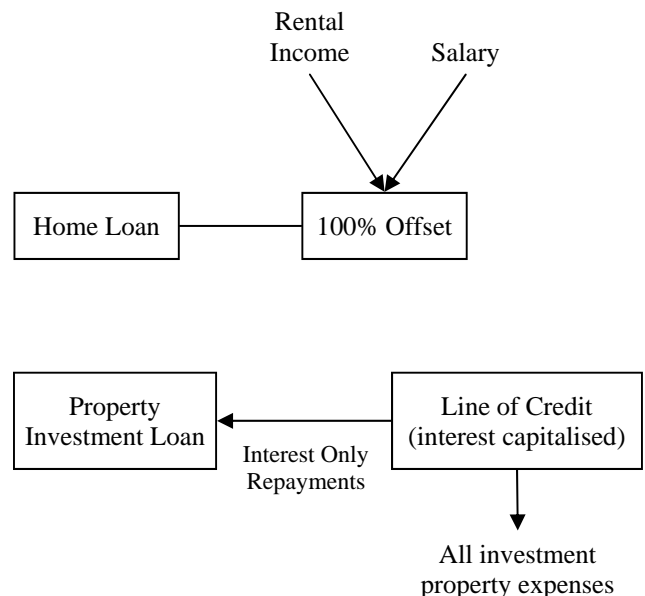 Rental
Income
Salary
Home Loan
100% Offset
Property
Investment Loan
Interest Only
Repayments
Line of Credit
(interest capitalised)
All investment
property expenses